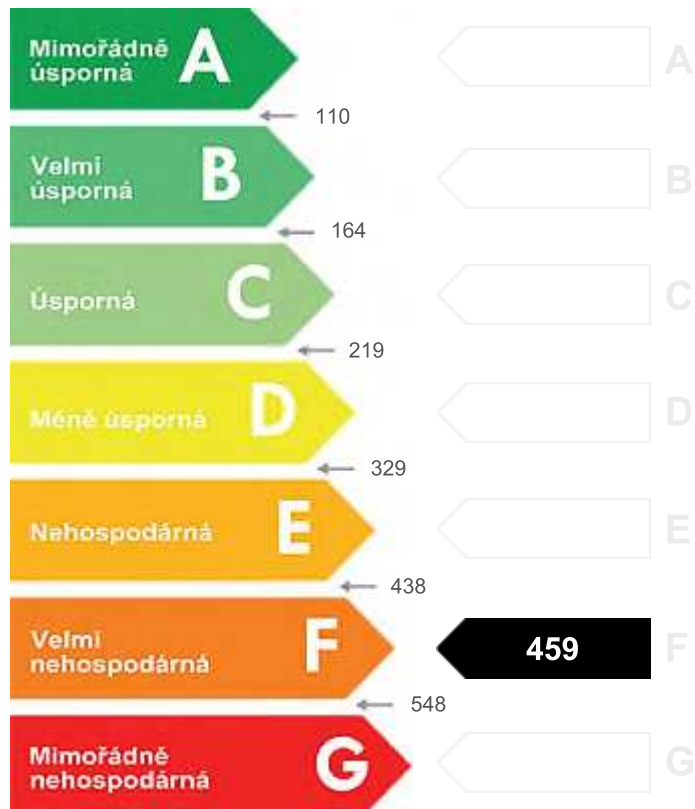 Mimořádně
úsporná
A
A
110
Velmi
úsporná
B
B
164
Úsporná
C
C
219
Méně úsporná
D
D
329
Nehospodárná
E
E
438
Velmi
nehospodárná
F
459
F
548
Mimořádně
nehospodárná
G
G